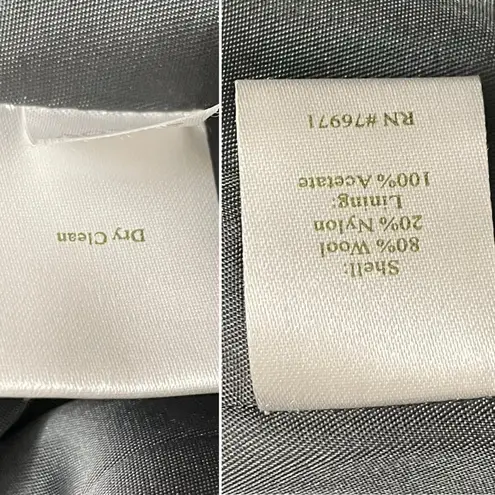 Dry Clean
Shell:
80% Wool
20% Nylon
Lining:
100% Acetate
RN #76971